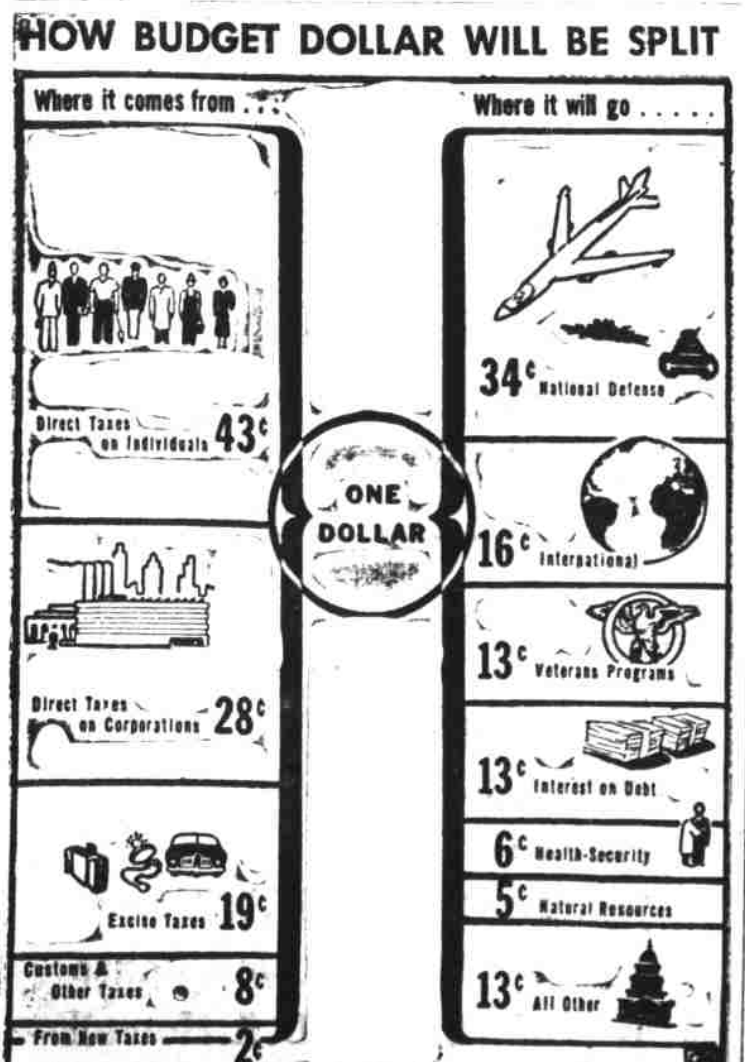 HOW BUDGET DOLLAR WILL BE SPLIT
Where it comes from . . .
Direct Taxes
on Individuals 43¢
Direct Taxes
on Corporations 28¢
Excise Taxes 19¢
Customs &
Other Taxes 8¢
From New Taxes 2¢
ONE
DOLLAR
Where it will go . . . . .
34¢ National Defense
16¢ International
13¢ Veterans Programs
13¢ Interest on Debt
6¢ Health-Security
5¢ Natural Resources
13¢ All Other